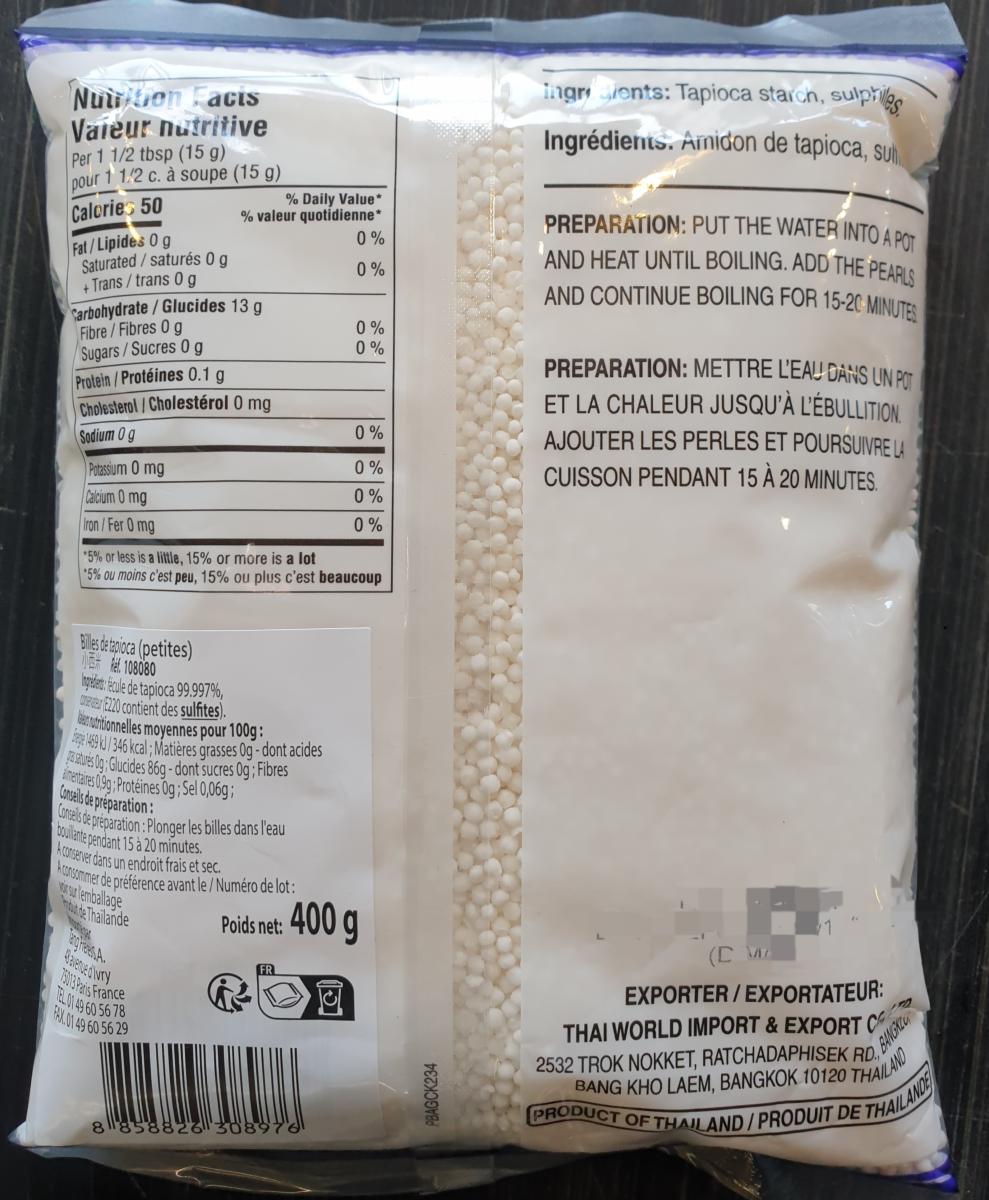 Nutrition Facts
Valeur nutritive
Per 1 1/2 tbsp (15 g)
pour 1 1/2 c. à soupe (15 g)
Calories 50
% Daily Value*
% valeur quotidienne*
Fat / Lipides 0 g 0 %
Saturated / saturés 0 g
+ Trans / trans 0 g 0 %
Carbohydrate / Glucides 13 g
Fibre / Fibres 0 g 0 %
Sugars / Sucres 0 g 0 %
Protein / Protéines 0.1 g
Cholesterol / Cholestérol 0 mg
Sodium 0 g 0 %
Potassium 0 mg 0 %
Calcium 0 mg 0 %
Iron / Fer 0 mg 0 %
*5% or less is a little, 15% or more is a lot
*5% ou moins c'est peu, 15% ou plus c'est beaucoup
Billes de tapioca (petites)
小西米 Réf. 108080
Ingrédients: fécule de tapioca 99.997%,
(E220 contient des sulfites).
nutritionnelles moyennes pour 100g :
Energie 1469 kJ / 346 kcal ; Matières grasses 0g - dont acides
gras saturés 0g ; Glucides 86g - dont sucres 0g ; Fibres
alimentaires 0,9g ; Protéines 0g ; Sel 0,06g ;
Conseils de préparation :
Conseils de préparation : Plonger les billes dans l'eau
bouillante pendant 15 à 20 minutes.
A conserver dans un endroit frais et sec.
A consommer de préférence avant le / Numéro de lot :
voir sur l'emballage
Produit de Thaïlande
Tang Frères S.A.
48 avenue d'Ivry
75013 Paris France
TEL. 01 49 60 56 78
FAX. 01 49 60 56 29
Poids net: 400 g
FR
8 858826 308976
PBAGCK234
Ingredients: Tapioca starch, sulphites.
Ingrédients: Amidon de tapioca,
PREPARATION: PUT THE WATER INTO A POT
AND HEAT UNTIL BOILING. ADD THE PEARLS
AND CONTINUE BOILING FOR 15-20 MINUTES
PREPARATION: METTRE L'EAU DANS UN POT
ET LA CHALEUR JUSQU'À L'ÉBULLITION.
AJOUTER LES PERLES ET POURSUIVRE LA
CUISSON PENDANT 15 À 20 MINUTES.
EXPORTER / EXPORTATEUR:
THAI WORLD IMPORT & EXPORT CO., LTD.
2532 TROK NOKKET, RATCHADAPHISEK RD., BANGKLO,
BANG KHO LAEM, BANGKOK 10120 THAILAND
PRODUCT OF THAILAND / PRODUIT DE THAILANDE